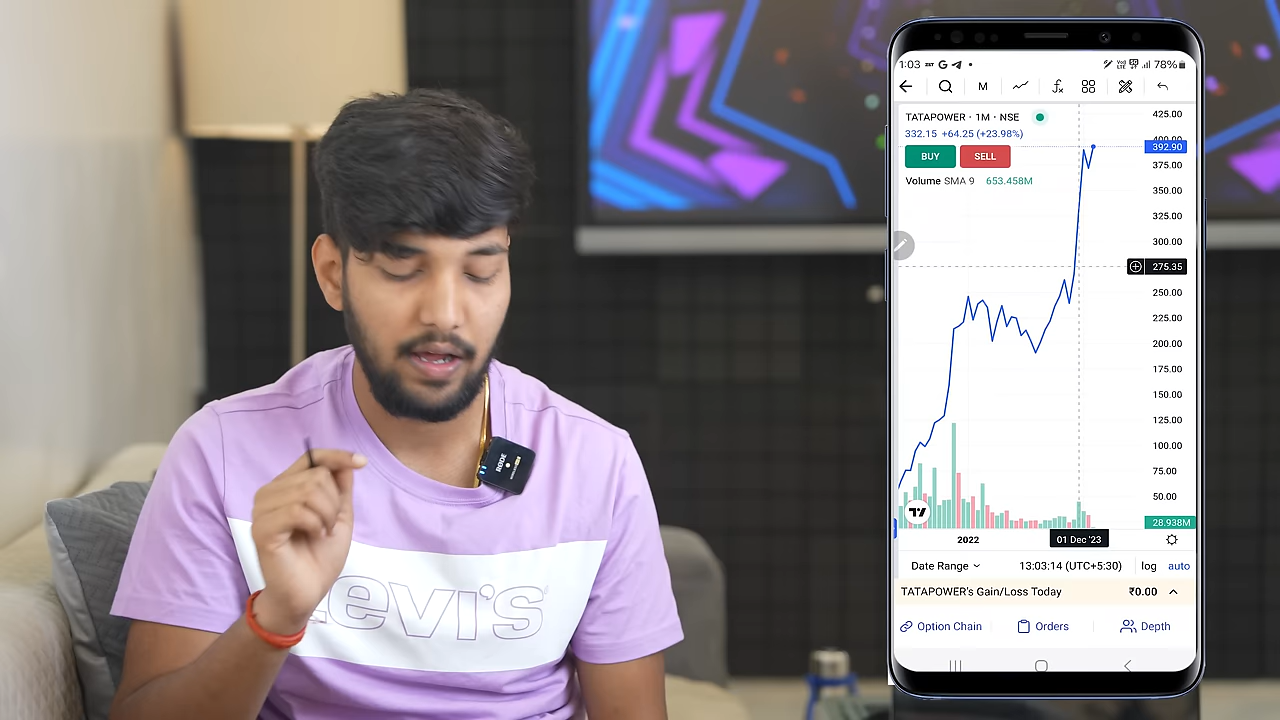 1:03 G 78%
M
TATAPOWER · 1M · NSE
332.15 +64.25 (+23.98%)
BUY SELL
Volume SMA 9 653.458M
425.00
400.00
392.90
375.00
350.00
325.00
300.00
275.35
250.00
225.00
200.00
175.00
150.00
125.00
100.00
75.00
50.00
28.938M
2022 01 Dec '23
Date Range 13:03:14 (UTC+5:30) log auto
TATAPOWER's Gain/Loss Today ₹0.00
Option Chain Orders Depth
RØDE
Levi's